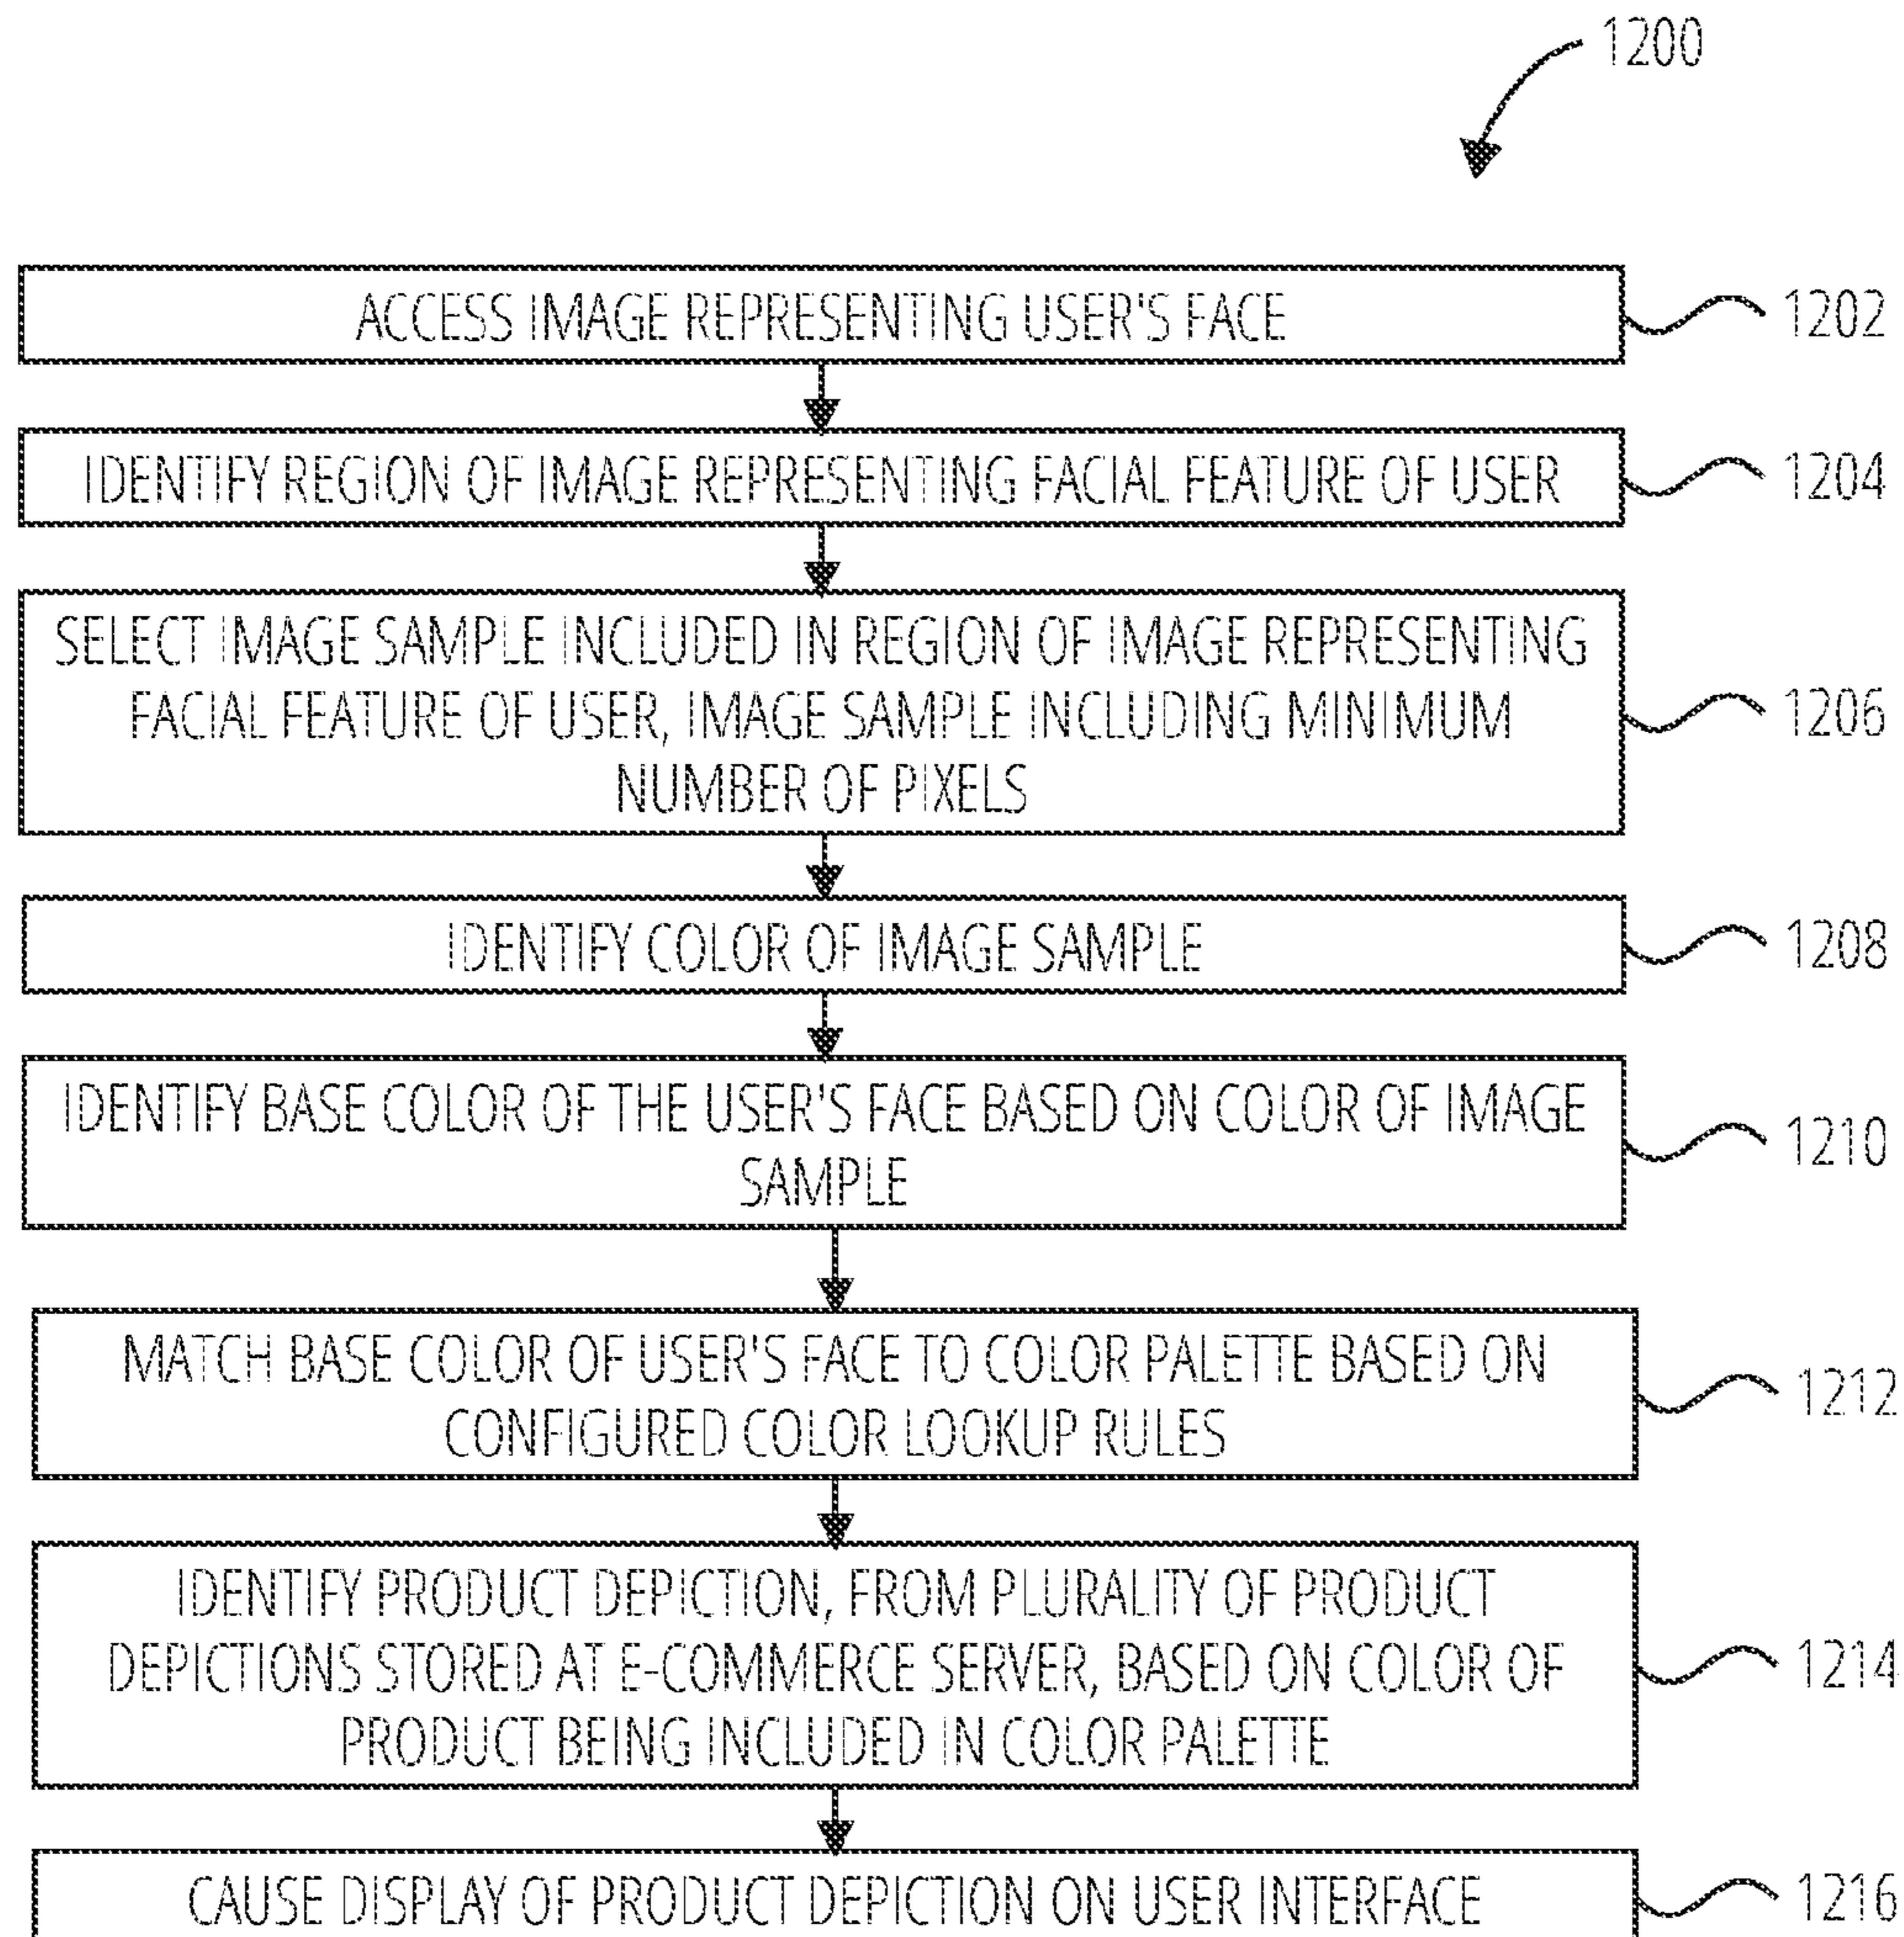 1200
ACCESS IMAGE REPRESENTING USER'S FACE
1202
IDENTIFY REGION OF IMAGE REPRESENTING FACIAL FEATURE OF USER
1204
SELECT IMAGE SAMPLE INCLUDED IN REGION OF IMAGE REPRESENTING
FACIAL FEATURE OF USER, IMAGE SAMPLE INCLUDING MINIMUM
NUMBER OF PIXELS
1206
IDENTIFY COLOR OF IMAGE SAMPLE
1208
IDENTIFY BASE COLOR OF THE USER'S FACE BASED ON COLOR OF IMAGE
SAMPLE
1210
MATCH BASE COLOR OF USER'S FACE TO COLOR PALETTE BASED ON
CONFIGURED COLOR LOOKUP RULES
1212
IDENTIFY PRODUCT DEPICTION, FROM PLURALITY OF PRODUCT
DEPICTIONS STORED AT E-COMMERCE SERVER, BASED ON COLOR OF
PRODUCT BEING INCLUDED IN COLOR PALETTE
1214
CAUSE DISPLAY OF PRODUCT DEPICTION ON USER INTERFACE
1216